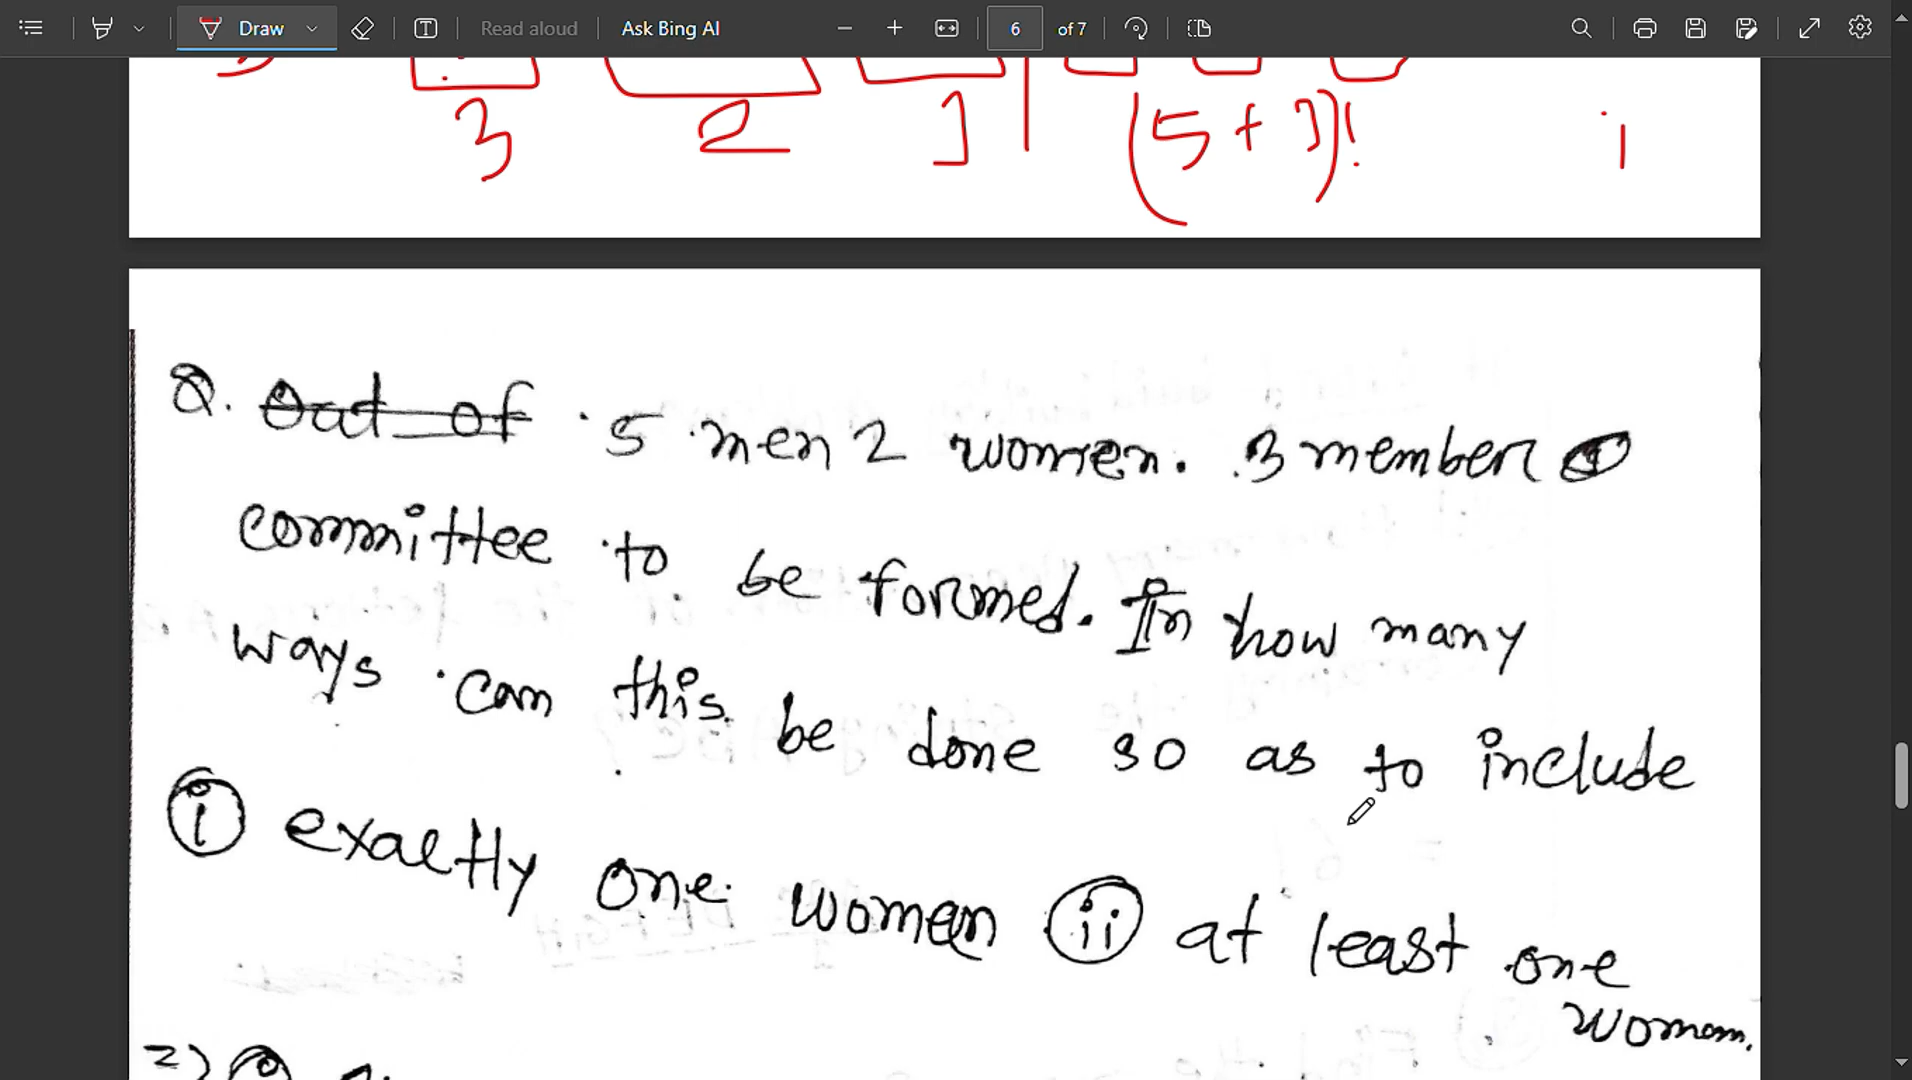 Draw
Read aloud
Ask Bing AI
6 of 7
3 2 1 (5+1)!
Q. Out of 5 men 2 women. 3 member
committee to be formed. In how many
ways can this be done so as to include
i exactly one women ii at least one
woman.